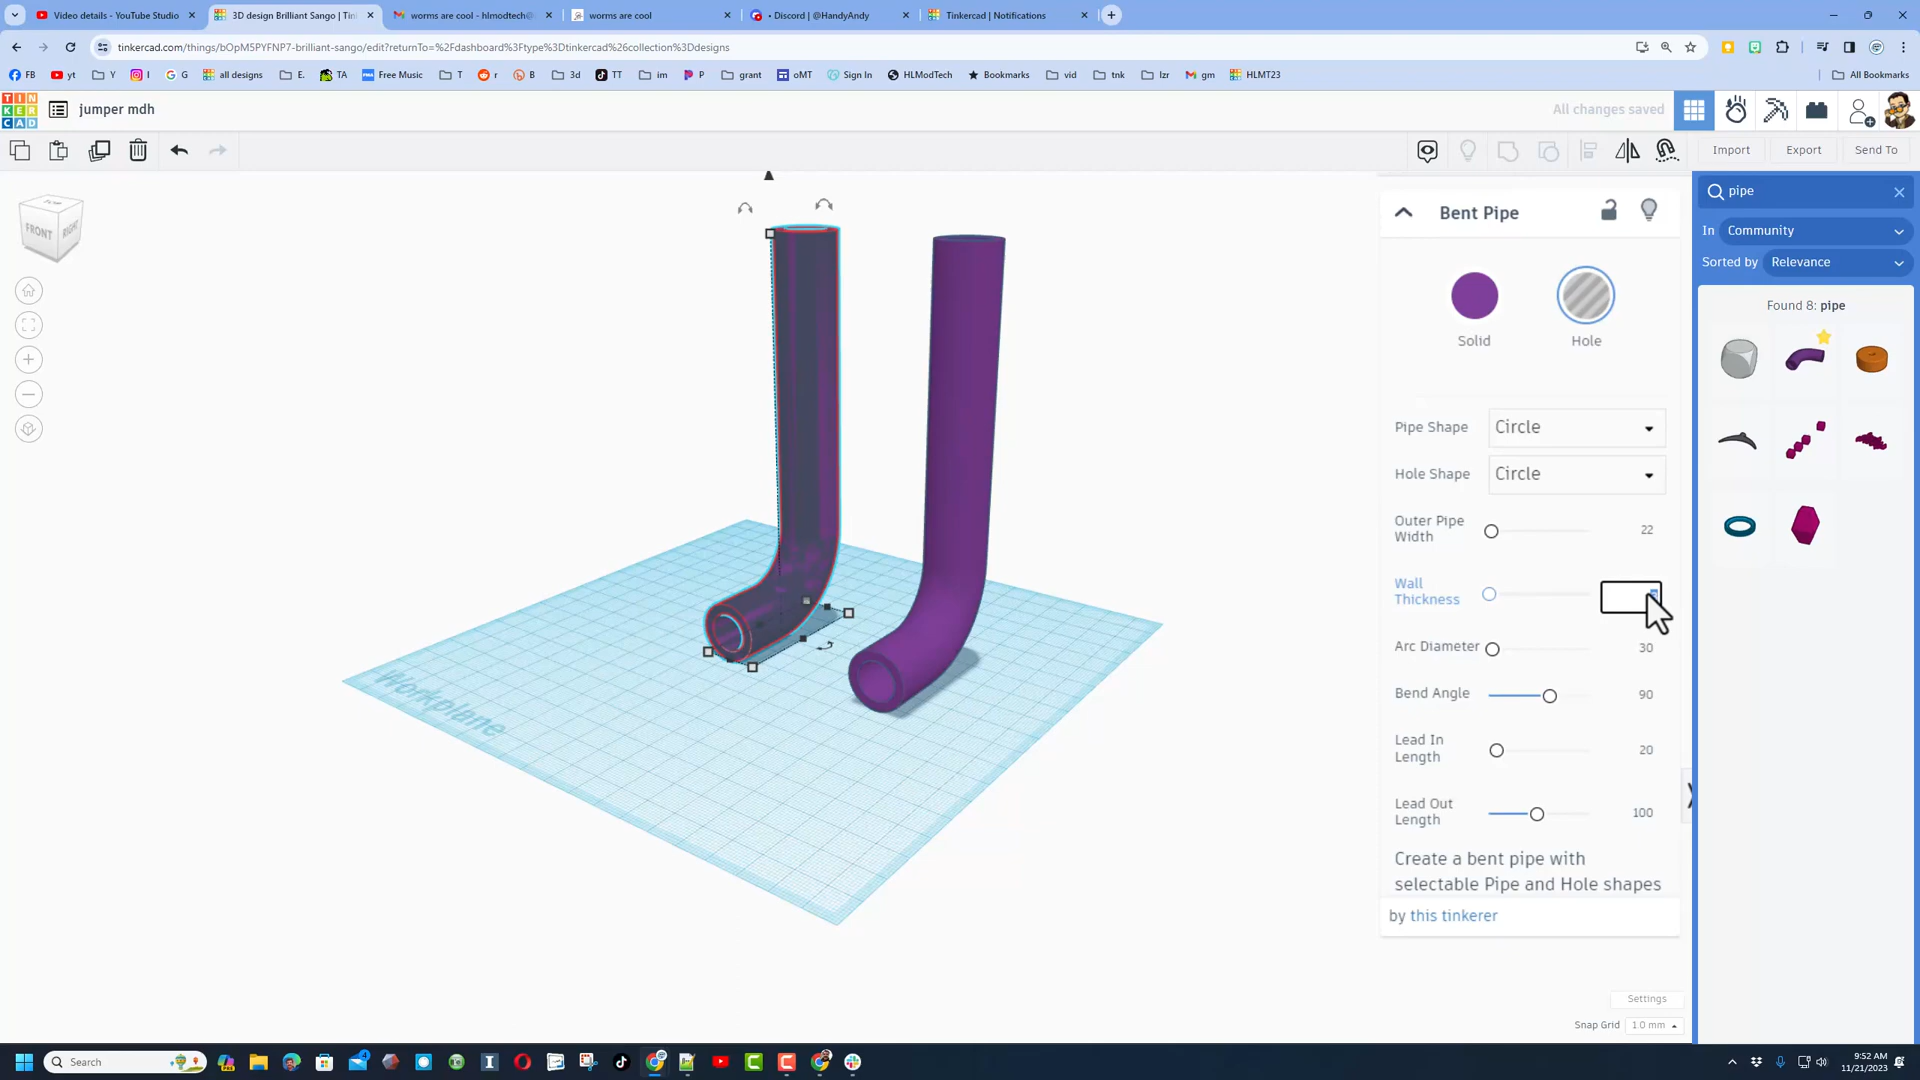 Video details - YouTube Studio
3D design Brilliant Sango | Tin
worms are cool - hlmodtech@
worms are cool
• Discord | @HandyAndy
Tinkercad | Notifications
tinkercad.com/things/bOpM5PYFNP7-brilliant-sango/edit?returnTo=%2Fdashboard%3Ftype%3Dtinkercad%26collection%3Ddesigns
FB
yt
Y
I
G
all designs
E.
TA
Free Music
T
r
B
3d
TT
im
P
grant
oMT
Sign In
HLModTech
Bookmarks
vid
tnk
lzr
gm
HLMT23
All Bookmarks
TIN
KER
CAD
jumper mdh
All changes saved
Import
Export
Send To
TOP
FRONT
RIGHT
Workplane
Bent Pipe
Solid
Hole
Pipe Shape
Circle
Hole Shape
Circle
Outer Pipe
Width
22
Wall
Thickness
Arc Diameter
30
Bend Angle
90
Lead In
Length
20
Lead Out
Length
100
Create a bent pipe with
selectable Pipe and Hole shapes
by this tinkerer
pipe
In
Community
Sorted by
Relevance
Found 8: pipe
Settings
Snap Grid
1.0 mm
Search
9:52 AM
11/21/2023